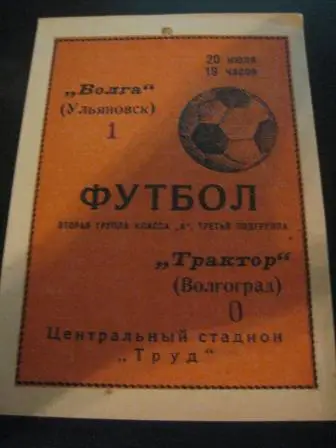 20 июля
19 часов
„Волга“
(Ульяновск)
1
ФУТБОЛ
ВТОРАЯ ГРУППА КЛАССА „А“, ТРЕТЬЯ ПОДГРУППА
„Трактор“
(Волгоград)
0
Центральный стадион
„Труд“